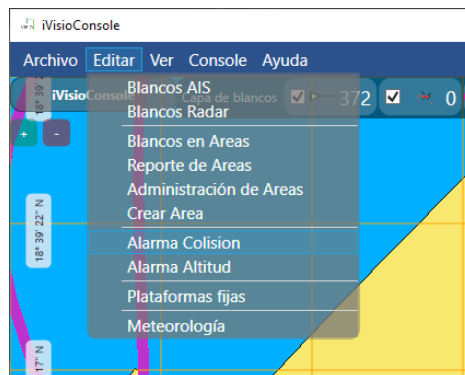 iVisioConsole
Archivo Editar Ver Console Ayuda
iVisioConsole Capa de blancos 372 0
18° 39'
+ -
Blancos AIS
Blancos Radar
Blancos en Areas
Reporte de Areas
Administración de Areas
Crear Area
18° 39' 22" N
Alarma Colision
Alarma Altitud
Plataformas fijas
Meteorología
17" N